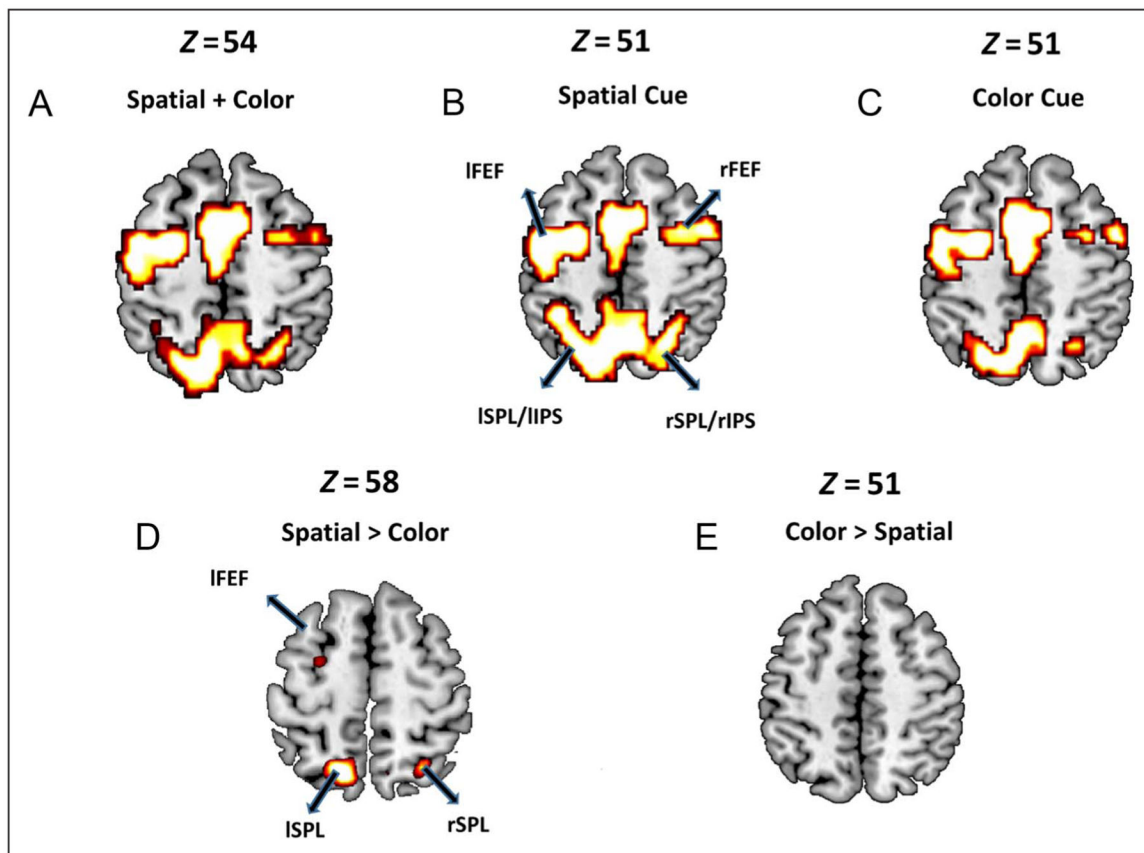 Z = 54
Z = 51
Z = 51
A
Spatial + Color
B
Spatial Cue
C
Color Cue
lFEF
rFEF
lSPL/lIPS
rSPL/rIPS
Z = 58
Z = 51
D
Spatial > Color
E
Color > Spatial
lFEF
lSPL
rSPL